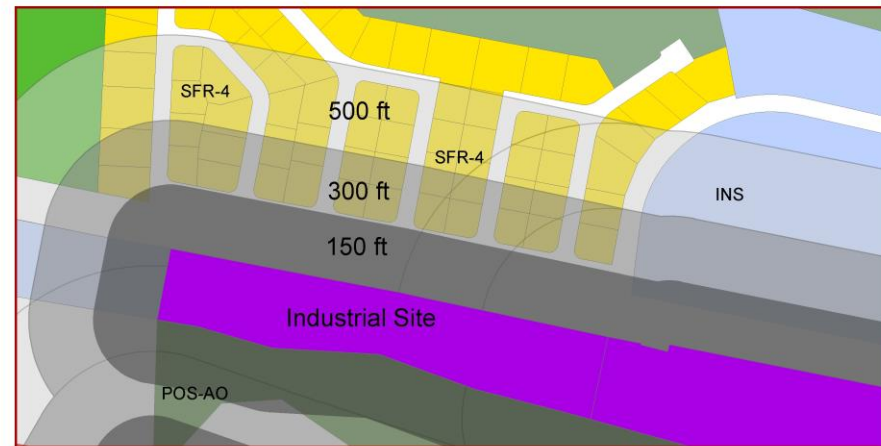 SFR-4
500 ft
SFR-4
300 ft
INS
150 ft
Industrial Site
POS-AO